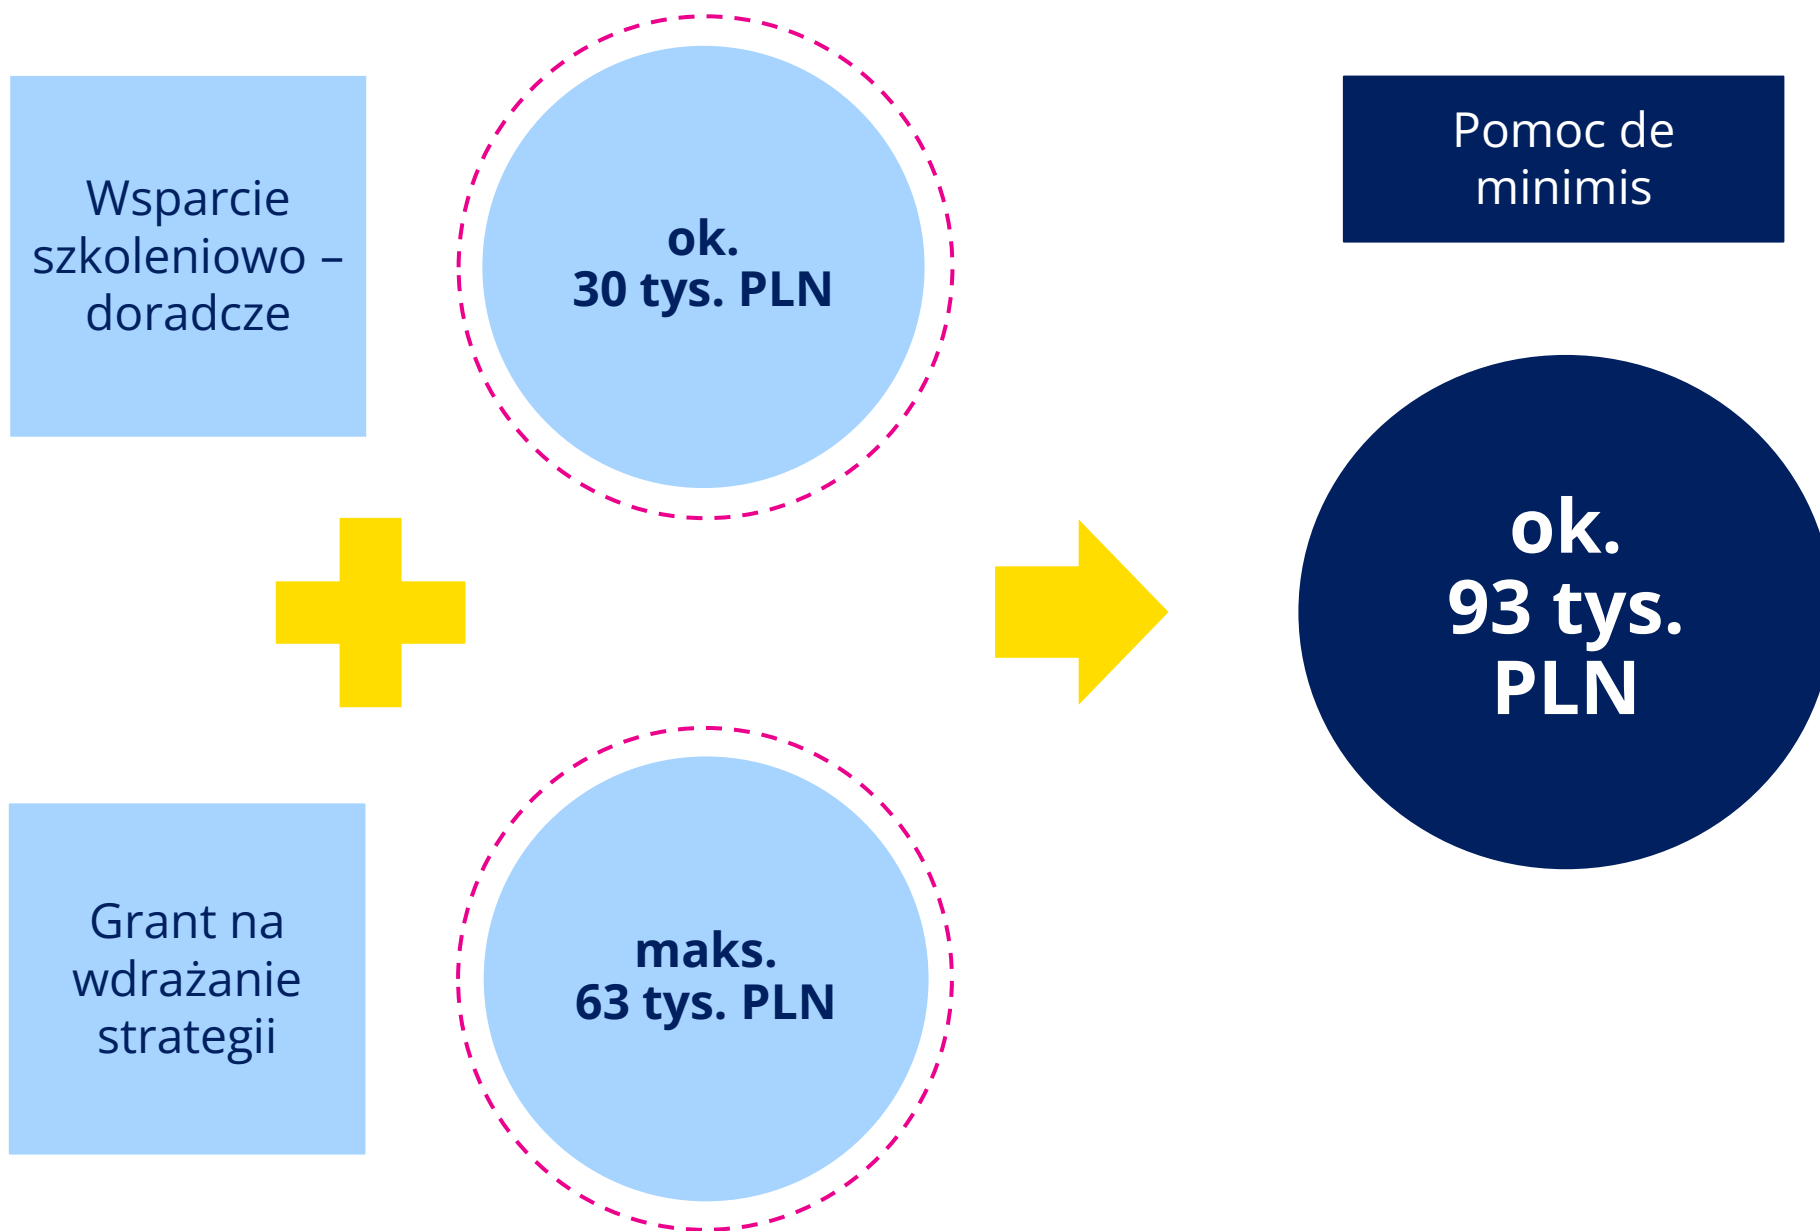 Wsparcie
szkoleniowo –
doradcze
ok.
30 tys. PLN
Grant na
wdrażanie
strategii
maks.
63 tys. PLN
Pomoc de
minimis
ok.
93 tys.
PLN